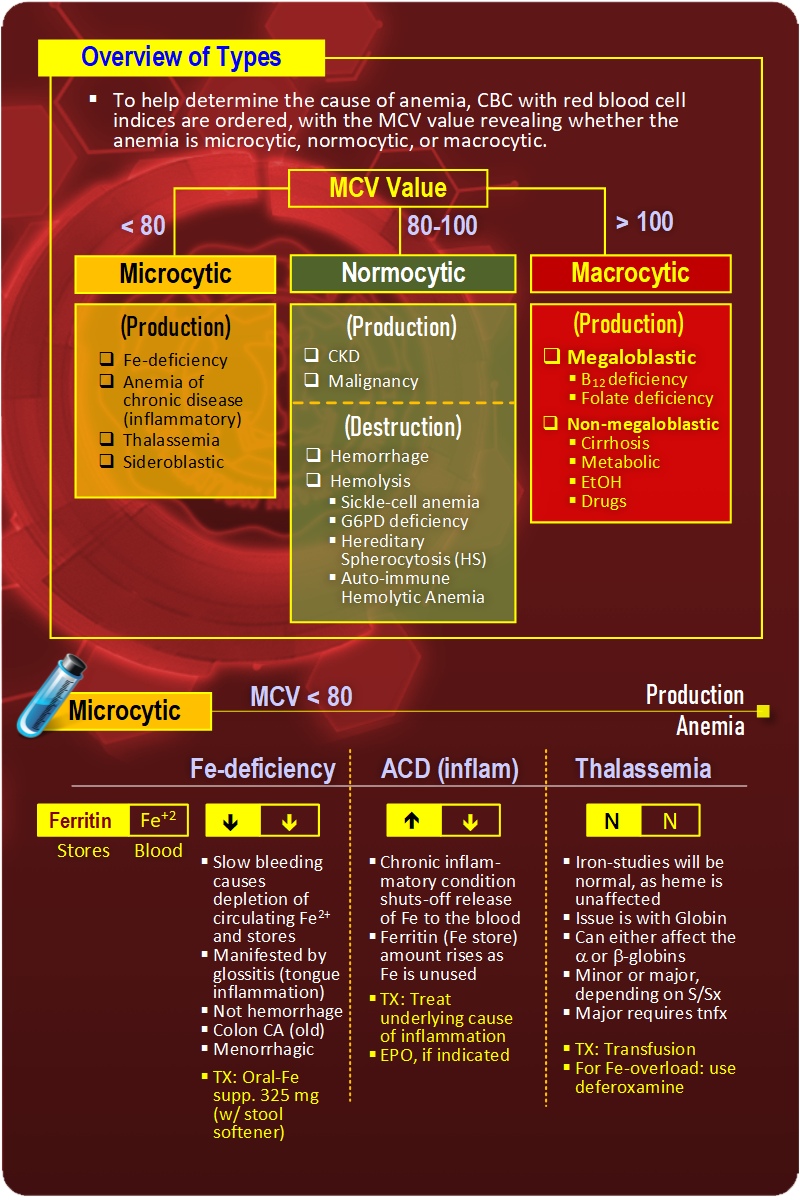 Overview of Types
▪ To help determine the cause of anemia, CBC with red blood cell
indices are ordered, with the MCV value revealing whether the
anemia is microcytic, normocytic, or macrocytic.
MCV Value
< 80
80-100
> 100
Microcytic
(Production)
❑ Fe-deficiency
❑ Anemia of
chronic disease
(inflammatory)
❑ Thalassemia
❑ Sideroblastic
Normocytic
(Production)
❑ CKD
❑ Malignancy
(Destruction)
❑ Hemorrhage
❑ Hemolysis
▪ Sickle-cell anemia
▪ G6PD deficiency
▪ Hereditary
Spherocytosis (HS)
▪ Auto-immune
Hemolytic Anemia
Macrocytic
(Production)
❑ Megaloblastic
▪ B₁₂ deficiency
▪ Folate deficiency
❑ Non-megaloblastic
▪ Cirrhosis
▪ Metabolic
▪ EtOH
▪ Drugs
Microcytic
MCV < 80
Production
Anemia
Ferritin Fe⁺²
Stores Blood
Fe-deficiency
↓ ↓
▪ Slow bleeding
causes
depletion of
circulating Fe²⁺
and stores
▪ Manifested by
glossitis (tongue
inflammation)
▪ Not hemorrhage
▪ Colon CA (old)
▪ Menorrhagic
▪ TX: Oral-Fe
supp. 325 mg
(w/ stool
softener)
ACD (inflam)
↑ ↓
▪ Chronic inflam-
matory condition
shuts-off release
of Fe to the blood
▪ Ferritin (Fe store)
amount rises as
Fe is unused
▪ TX: Treat
underlying cause
of inflammation
▪ EPO, if indicated
Thalassemia
N N
▪ Iron-studies will be
normal, as heme is
unaffected
▪ Issue is with Globin
▪ Can either affect the
α or β-globins
▪ Minor or major,
depending on S/Sx
▪ Major requires tnfx
▪ TX: Transfusion
▪ For Fe-overload: use
deferoxamine